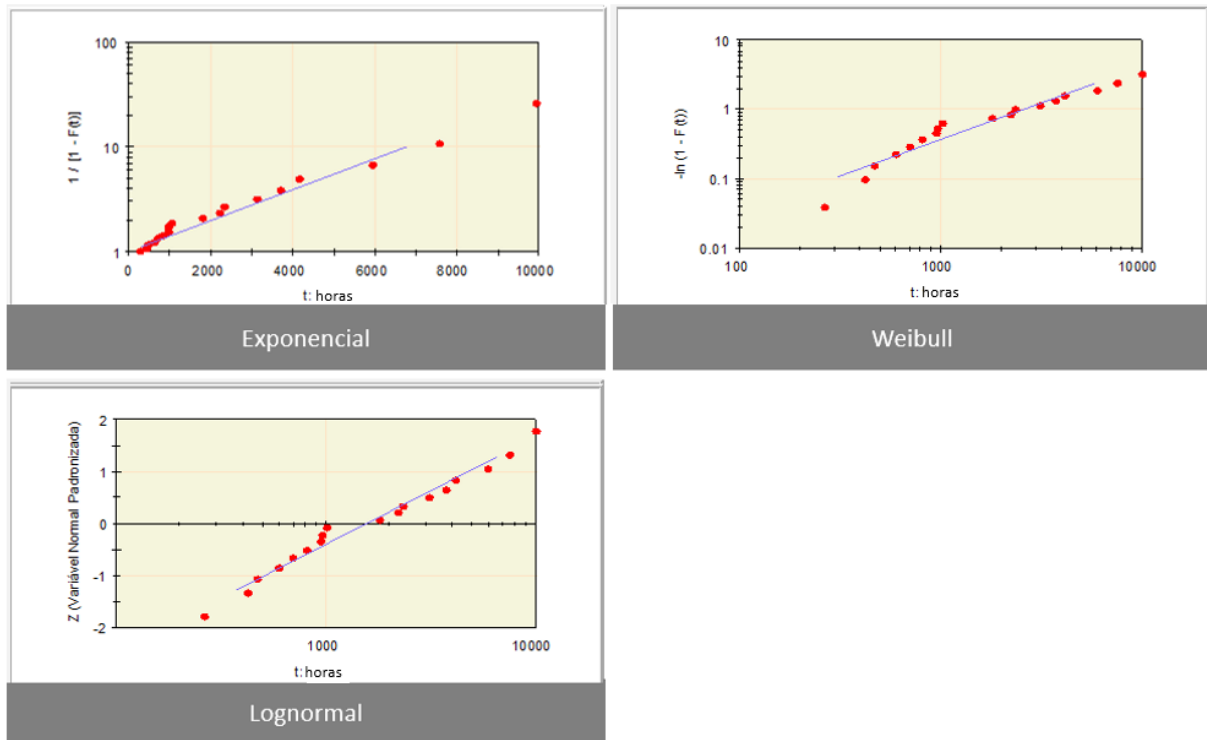 100
10
1
1 / [1 - F(t)]
0 2000 4000 6000 8000 10000
t: horas
Exponencial
10
1
0.1
0.01
-ln (1 - F(t))
100 1000 10000
t: horas
Weibull
2
1
0
-1
-2
Z (Variável Normal Padronizada)
1000 10000
t: horas
Lognormal